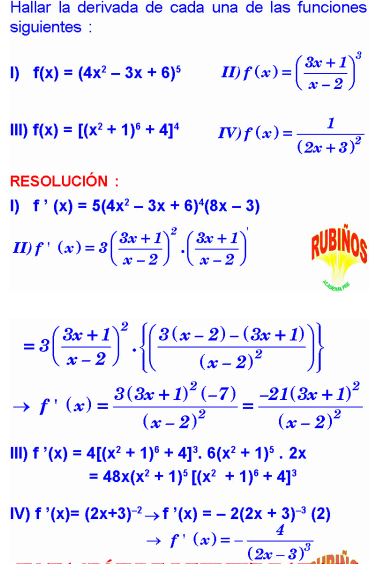 Hallar la derivada de cada una de las funciones
siguientes :
I) f(x) = (4x² – 3x + 6)⁵ II) f(x) = ((3x+1)/(x–2))³
III) f(x) = [(x² + 1)⁶ + 4]⁴ IV) f(x) = 1/(2x+3)²
RESOLUCIÓN :
I) f ’ (x) = 5(4x² – 3x + 6)⁴(8x – 3)
II) f ' (x) = 3((3x+1)/(x–2))² . ((3x+1)/(x–2))'
RUBIÑOS
= 3((3x+1)/(x–2))² . {((3(x–2)–(3x+1))/(x–2)²)}
→ f ' (x) = 3(3x+1)²(–7)/(x–2)² = –21(3x+1)²/(x–2)²
III) f ’(x) = 4[(x² + 1)⁶ + 4]³. 6(x² + 1)⁵ . 2x
= 48x(x² + 1)⁵ [(x² + 1)⁶ + 4]³
IV) f ’(x)= (2x+3)⁻² → f ’(x) = – 2(2x + 3)⁻³ (2)
→ f ' (x) = – 4/(2x–3)³